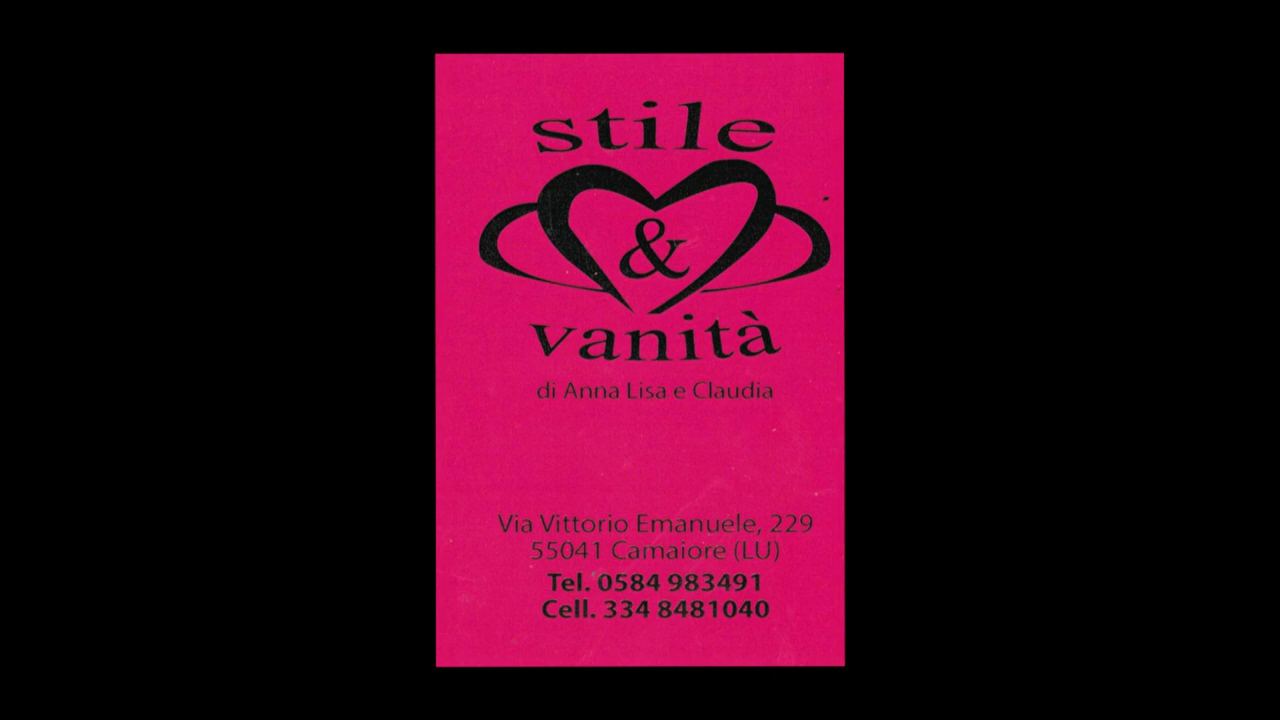 stile
&
vanità
di Anna Lisa e Claudia
Via Vittorio Emanuele, 229
55041 Camaiore (LU)
Tel. 0584 983491
Cell. 334 8481040